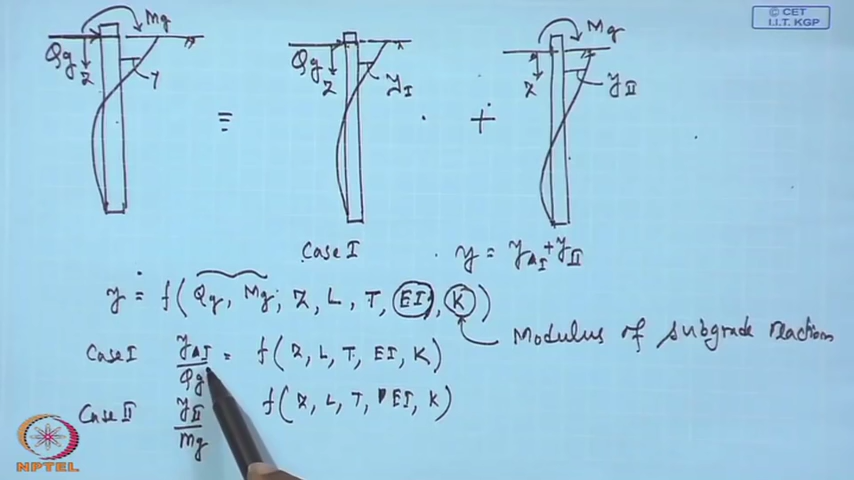 © CET
I.I.T. KGP
Mg
Qg
Z
y
≡
Qg
Z
yI
+
Mg
Z
yII
Case I
y = yAI + yII
y = f(Qg, Mg, Z, L, T, EI, K)
Modulus of subgrade reactions
Case I yAI/Qg = f(Z, L, T, EI, K)
Case II yII/Mg f(Z, L, T, EI, K)
NPTEL